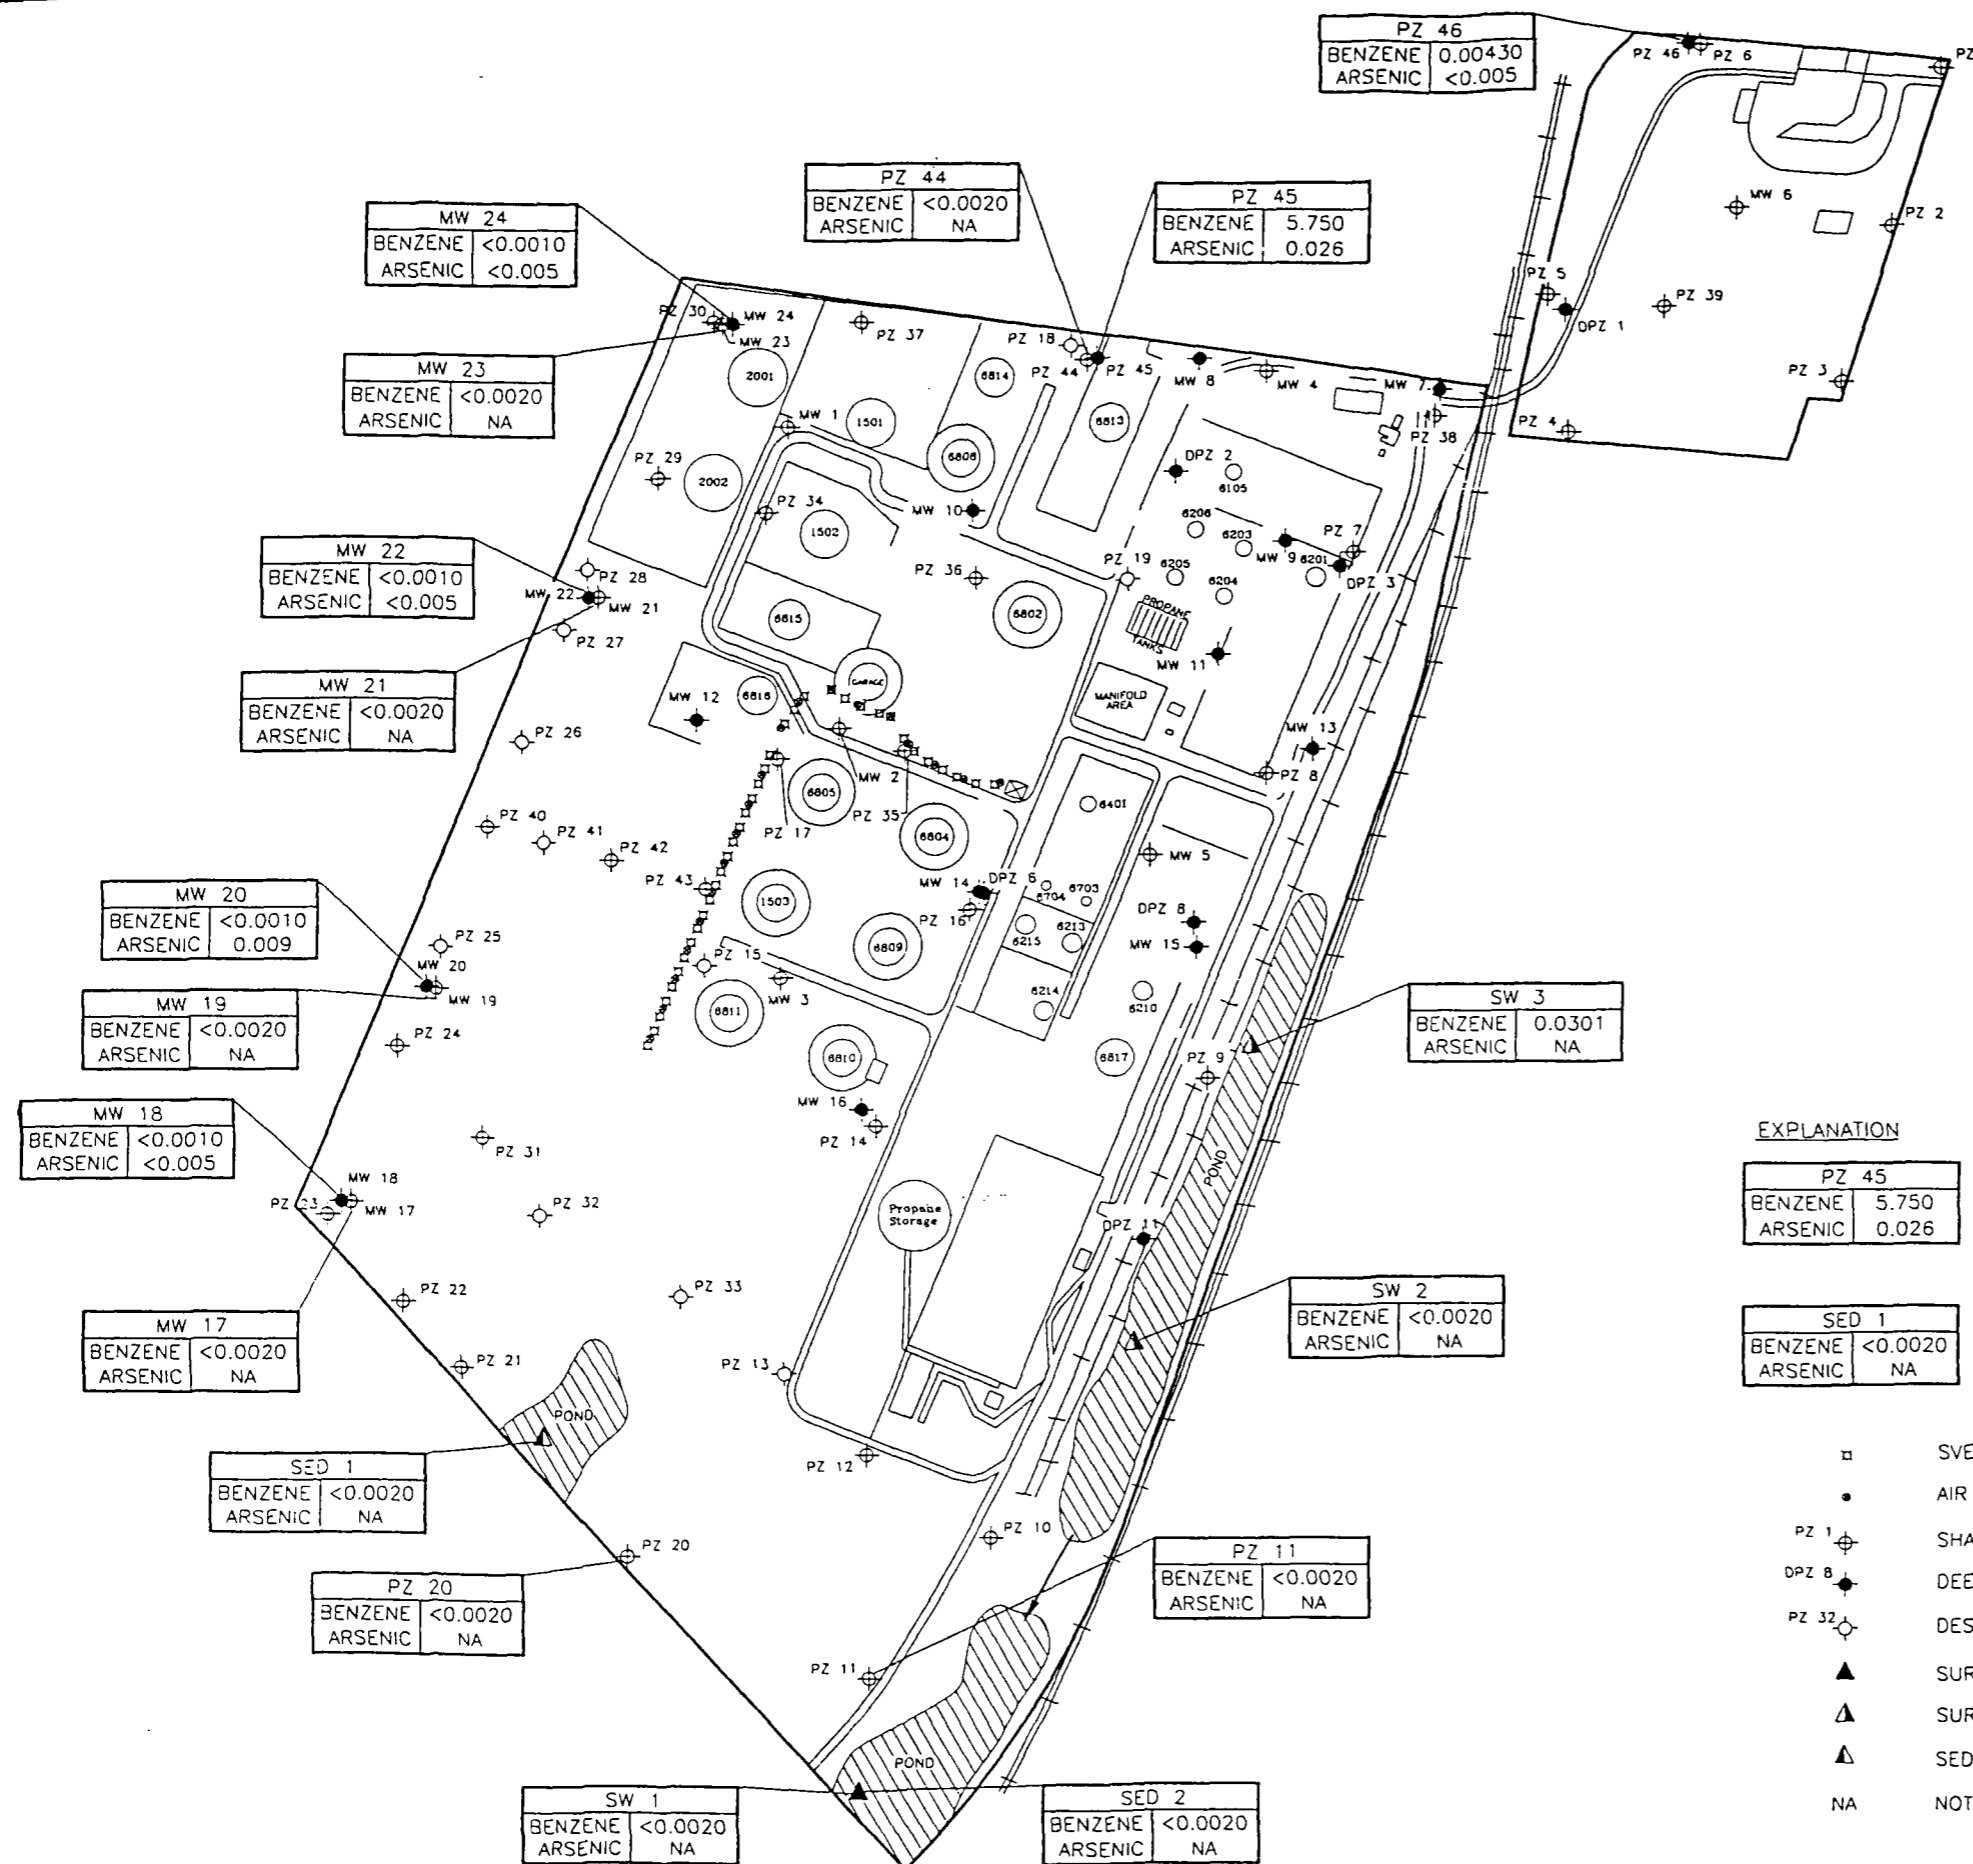 PZ 46
BENZENE 0.00430
ARSENIC <0.005
PZ 46
PZ 6
PZ
MW 6
PZ 2
PZ 5
DPZ 1
PZ 39
PZ 3
PZ 4
PZ 44
BENZENE <0.0020
ARSENIC NA
PZ 45
BENZENE 5.750
ARSENIC 0.026
MW 24
BENZENE <0.0010
ARSENIC <0.005
MW 23
BENZENE <0.0020
ARSENIC NA
PZ 30
MW 24
MW 23
PZ 37
PZ 18
PZ 44
PZ 45
MW 8
MW 4
MW 7
PZ 38
2001
1501
6814
6813
6808
MW 1
PZ 29
2002
PZ 34
1502
MW 10
DPZ 2
6105
6206
6203
MW 9
6201
PZ 7
DPZ 3
PZ 36
PZ 19
6205
6204
6802
PROPANE
TANKS
MW 11
MW 22
BENZENE <0.0010
ARSENIC <0.005
PZ 28
MW 22
MW 21
PZ 27
6815
GARAGE
MW 21
BENZENE <0.0020
ARSENIC NA
MW 12
6816
MANIFOLD
AREA
MW 13
PZ 26
MW 2
PZ 8
6805
PZ 17
PZ 35
6804
6401
PZ 40
PZ 41
PZ 42
PZ 43
MW 5
MW 14
DPZ 6
PZ 16
6704
6703
1503
6809
6215
6213
DPZ 8
MW 15
MW 20
BENZENE <0.0010
ARSENIC 0.009
PZ 25
MW 20
MW 19
PZ 15
MW 3
6811
6214
6210
MW 19
BENZENE <0.0020
ARSENIC NA
PZ 24
6810
6817
PZ 9
SW 3
BENZENE 0.0301
ARSENIC NA
MW 18
BENZENE <0.0010
ARSENIC <0.005
MW 16
PZ 14
PZ 31
POND
MW 18
PZ 23
MW 17
PZ 32
Propane
Storage
DPZ 11
EXPLANATION
PZ 45
BENZENE 5.750
ARSENIC 0.026
PZ 22
PZ 33
SW 2
BENZENE <0.0020
ARSENIC NA
SED 1
BENZENE <0.0020
ARSENIC NA
MW 17
BENZENE <0.0020
ARSENIC NA
PZ 21
PZ 13
POND
SED 1
BENZENE <0.0020
ARSENIC NA
PZ 12
SVE
AIR
PZ 1 SHA
DPZ 8 DEE
PZ 32 DES
SUR
SUR
SED
NA NOT
PZ 10
PZ 20
PZ 20
BENZENE <0.0020
ARSENIC NA
PZ 11
BENZENE <0.0020
ARSENIC NA
PZ 11
POND
SW 1
BENZENE <0.0020
ARSENIC NA
SED 2
BENZENE <0.0020
ARSENIC NA